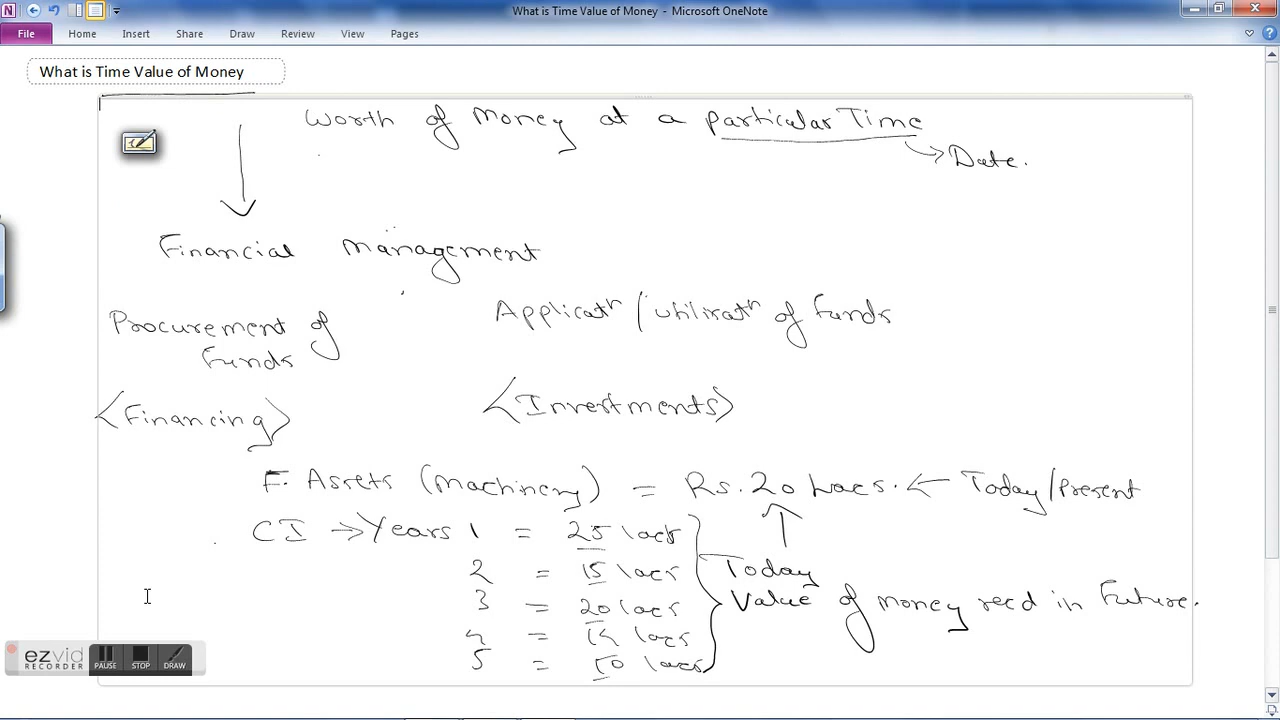 What is Time Value of Money - Microsoft OneNote
File Home Insert Share Draw Review View Pages
What is Time Value of Money
Worth of Money at a particular Time
Date.
Financial management
Procurement of Funds
Applicatn / utilisatn of funds
<Financing>
<Investments>
F. Assets (Machinery) = Rs. 20 Lacs. ← Today/Present
CI → Years 1 = 25 lacs
2 = 15 lacs
3 = 20 lacs
4 = 14 lacs
5 = 50 lacs
Today
Value of money recd in Future.
ezvid
RECORDER
PAUSE STOP DRAW